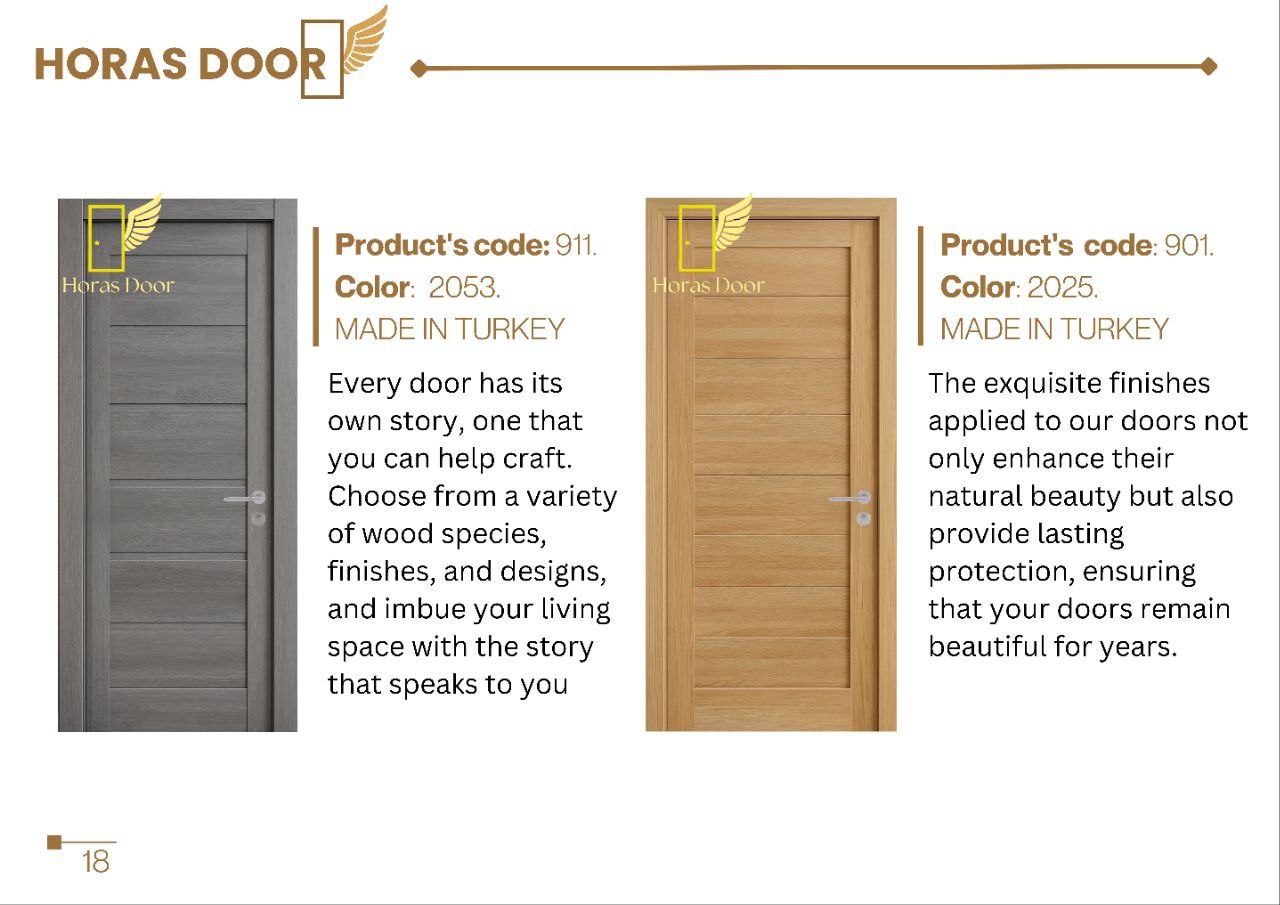 HORAS DOOR
Horas Door
Product's code: 911.
Color: 2053.
MADE IN TURKEY
Every door has its
own story, one that
you can help craft.
Choose from a variety
of wood species,
finishes, and designs,
and imbue your living
space with the story
that speaks to you
Horas Door
Product's code: 901.
Color: 2025.
MADE IN TURKEY
The exquisite finishes
applied to our doors not
only enhance their
natural beauty but also
provide lasting
protection, ensuring
that your doors remain
beautiful for years.
18